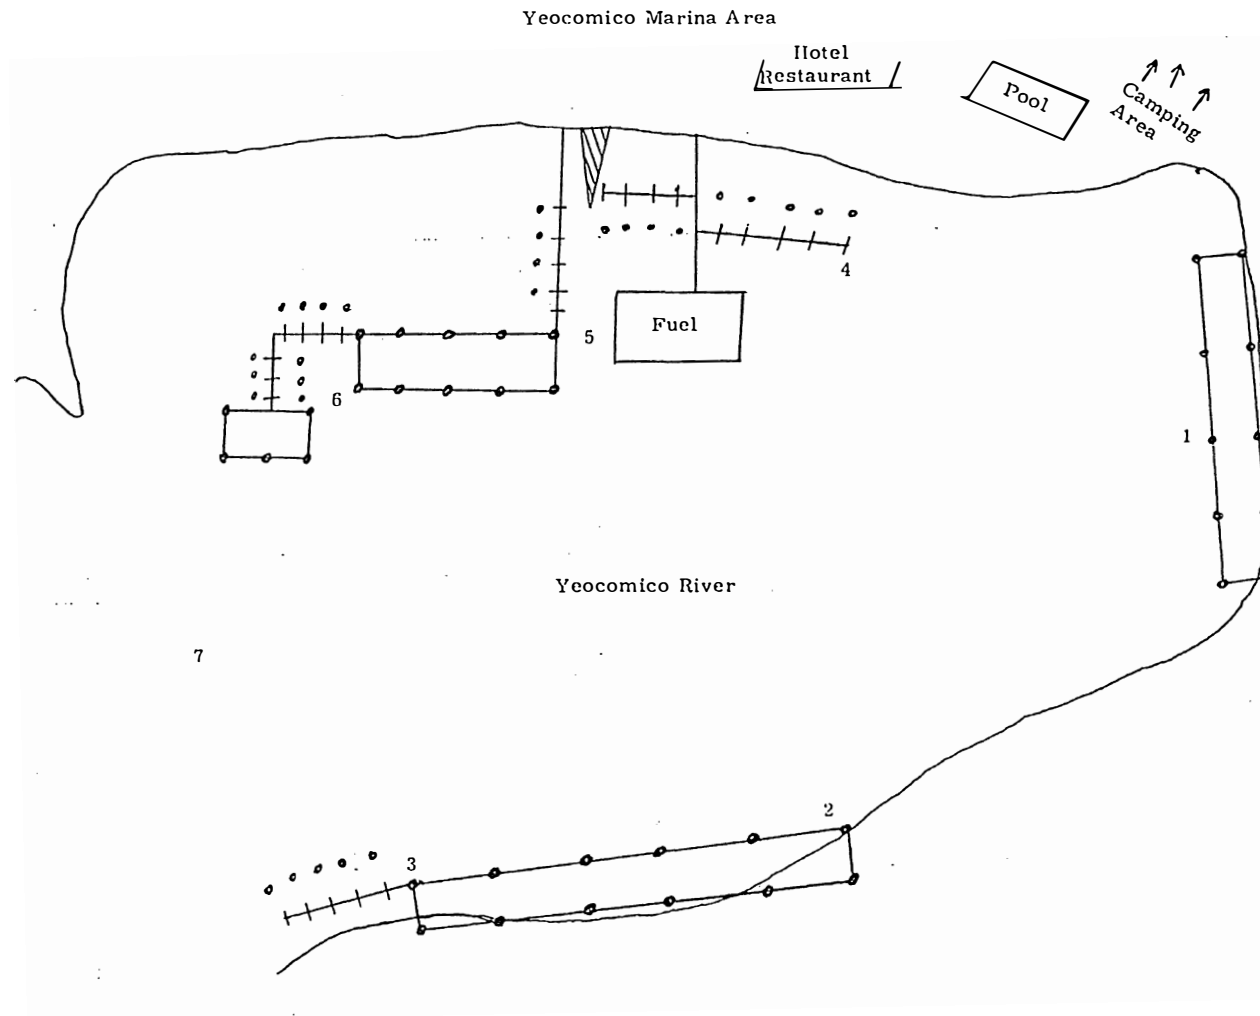 Yeocomico Marina Area
Hotel
Restaurant
Pool
Camping
Area
4
Fuel
5
6
1
Yeocomico River
7
2
3